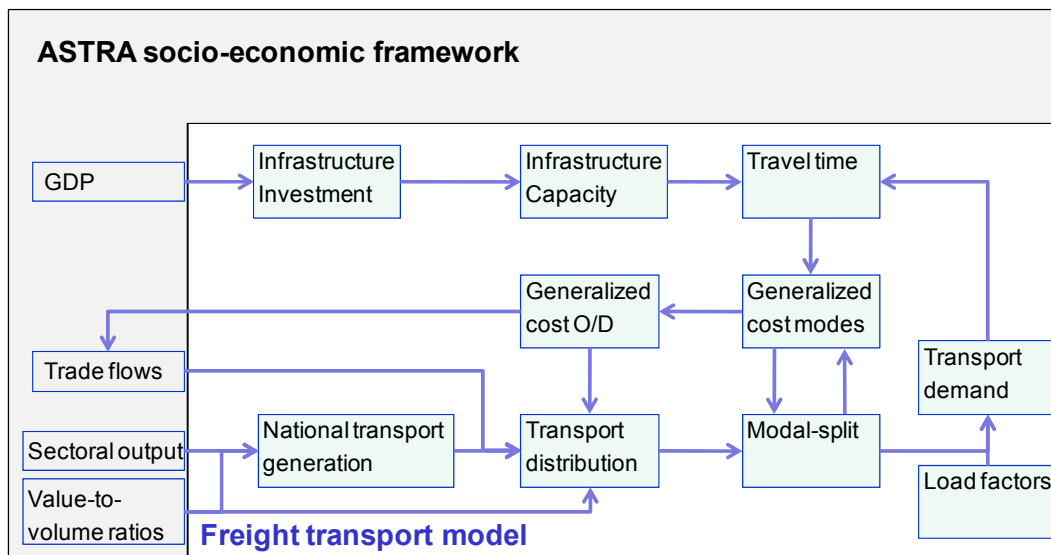 ASTRA socio-economic framework
GDP
Infrastructure
Investment
Infrastructure
Capacity
Travel time
Generalized
cost O/D
Generalized
cost modes
Trade flows
Transport
demand
Sectoral output
National transport
generation
Transport
distribution
Modal-split
Value-to-
volume ratios
Load factors
Freight transport model